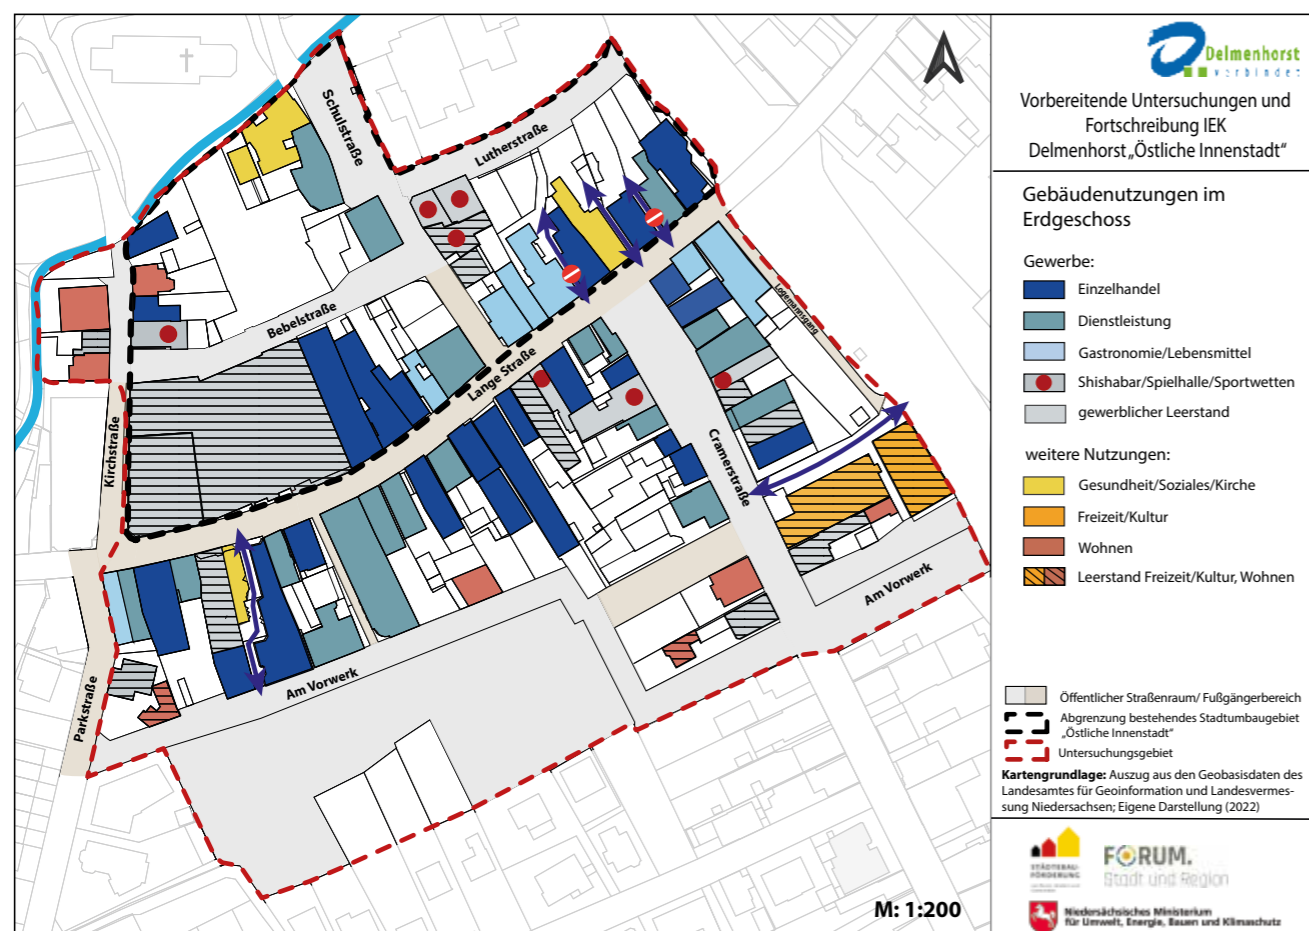 Delmenhorst
verbindet
Vorbereitende Untersuchungen und
Fortschreibung IEK
Delmenhorst „Östliche Innenstadt“
Gebäudenutzungen im
Erdgeschoss
Gewerbe:
Einzelhandel
Dienstleistung
Gastronomie/Lebensmittel
Shishabar/Spielhalle/Sportwetten
gewerblicher Leerstand
weitere Nutzungen:
Gesundheit/Soziales/Kirche
Freizeit/Kultur
Wohnen
Leerstand Freizeit/Kultur, Wohnen
Öffentlicher Straßenraum/ Fußgängerbereich
Abgrenzung bestehendes Stadtumbaugebiet
„Östliche Innenstadt“
Untersuchungsgebiet
Kartengrundlage: Auszug aus den Geobasisdaten des
Landesamtes für Geoinformation und Landesvermes-
sung Niedersachsen; Eigene Darstellung (2022)
STÄDTEBAU-
FÖRDERUNG
FORUM.
Stadt und Region
Niedersächsisches Ministerium
für Umwelt, Energie, Bauen und Klimaschutz
Schulstraße
Lutherstraße
Bebelstraße
Lange Straße
Logemannsgang
Kirchstraße
Cramerstraße
Am Vorwerk
Am Vorwerk
Parkstraße
M: 1:200